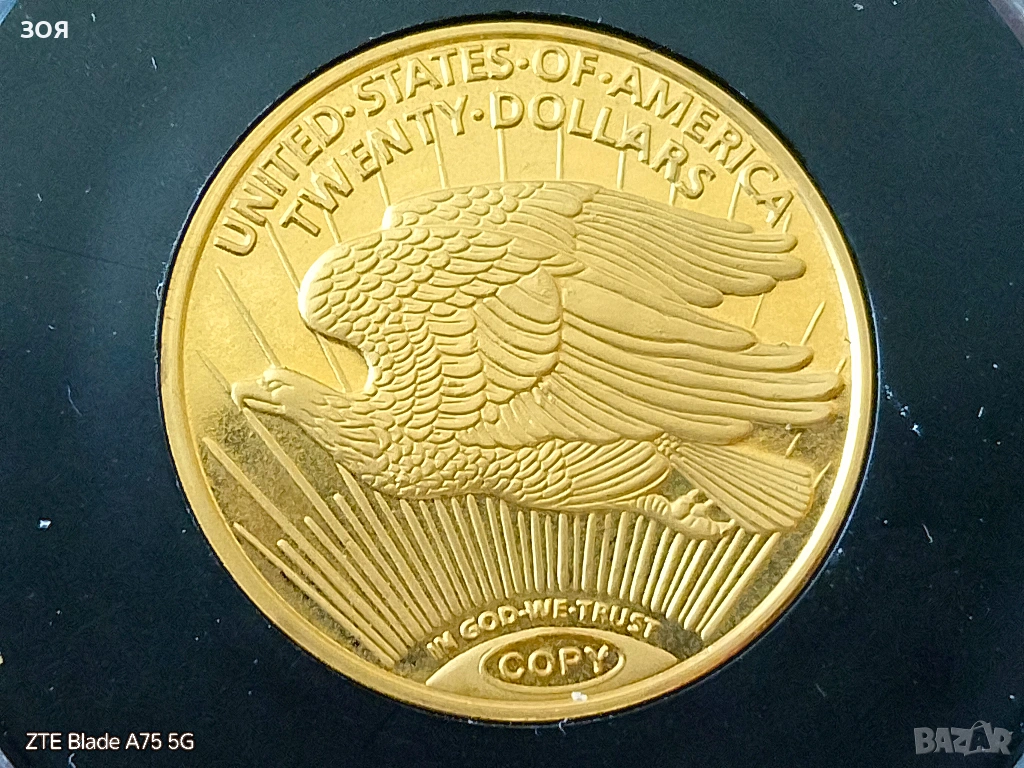 ЗОЯ
UNITED·STATES·OF·AMERICA
TWENTY·DOLLARS
IN GOD·WE·TRUST
COPY
ZTE Blade A75 5G
BAZAR